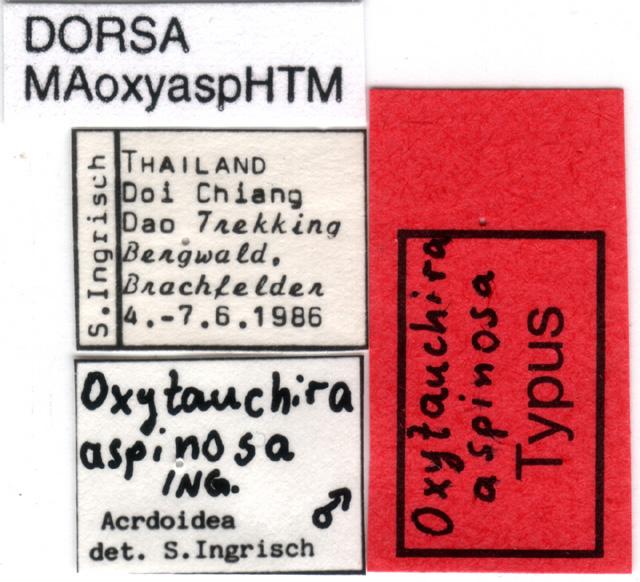 DORSA
MAoxyaspHTM
S.Ingrisch
THAILAND
Doi Chiang
Dao Trekking
Bergwald,
Brachfelder
4.-7.6.1986
Oxytauchira
aspinosa
ING.
♂
Acrdoidea
det. S.Ingrisch
Oxytauchira
aspinosa
Typus